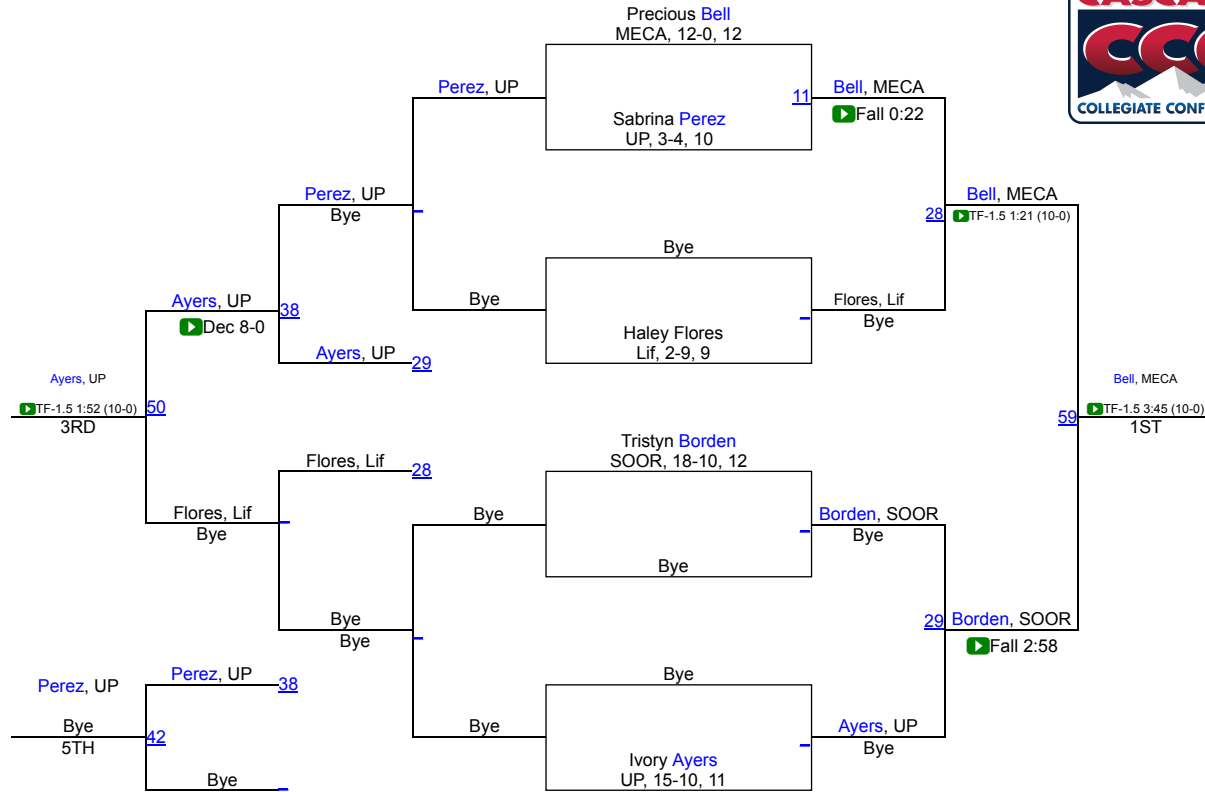 Precious Bell
MECA, 12-0, 12
Perez, UP
11
Bell, MECA
Fall 0:22
Sabrina Perez
UP, 3-4, 10
COLLEGIATE CONF
Perez, UP
Bye
Bell, MECA
28
TF-1.5 1:21 (10-0)
Bye
Bye
Flores, Lif
Bye
Ayers, UP
38
Dec 8-0
Haley Flores
Lif, 2-9, 9
Ayers, UP
29
Ayers, UP
TF-1.5 1:52 (10-0)
50
3RD
Bell, MECA
TF-1.5 3:45 (10-0)
59
1ST
Tristyn Borden
SOOR, 18-10, 12
Flores, Lif
28
Flores, Lif
Bye
Bye
Borden, SOOR
Bye
Bye
Bye
Bye
29
Borden, SOOR
Fall 2:58
Perez, UP
Perez, UP
38
Bye
Bye
5TH
42
Bye
Ayers, UP
Bye
Ivory Ayers
UP, 15-10, 11
Bye